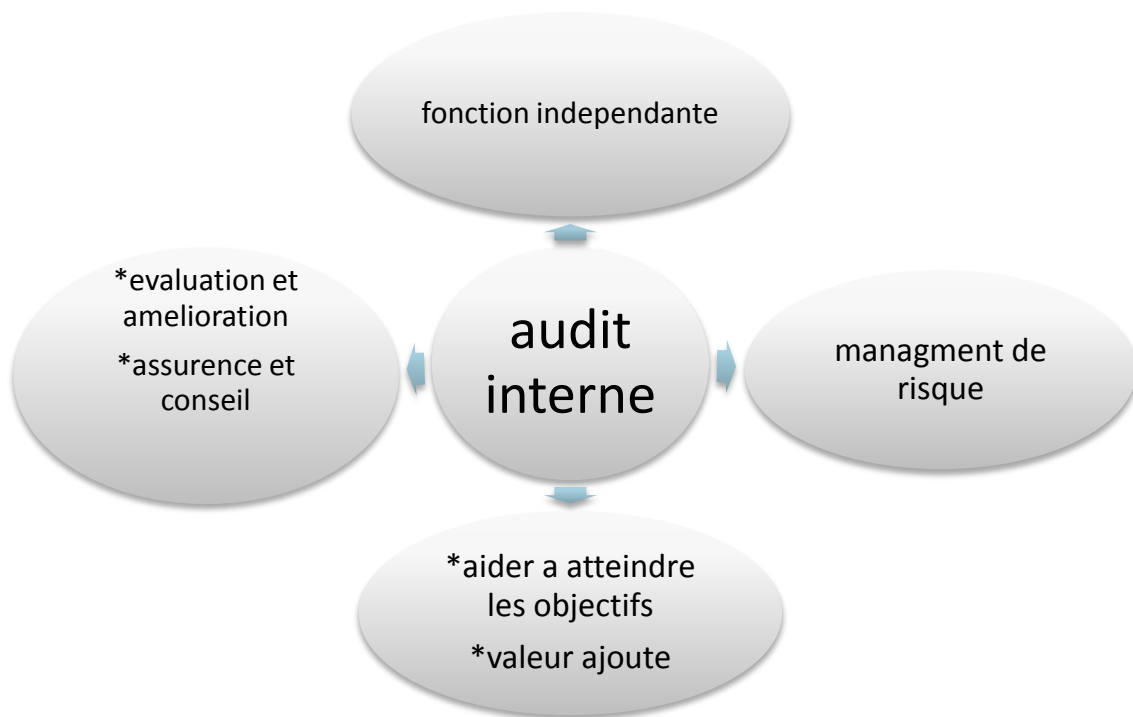 fonction independante
*evaluation et
amelioration
*assurence et
conseil
audit
interne
managment de
risque
*aider a atteindre
les objectifs
*valeur ajoute